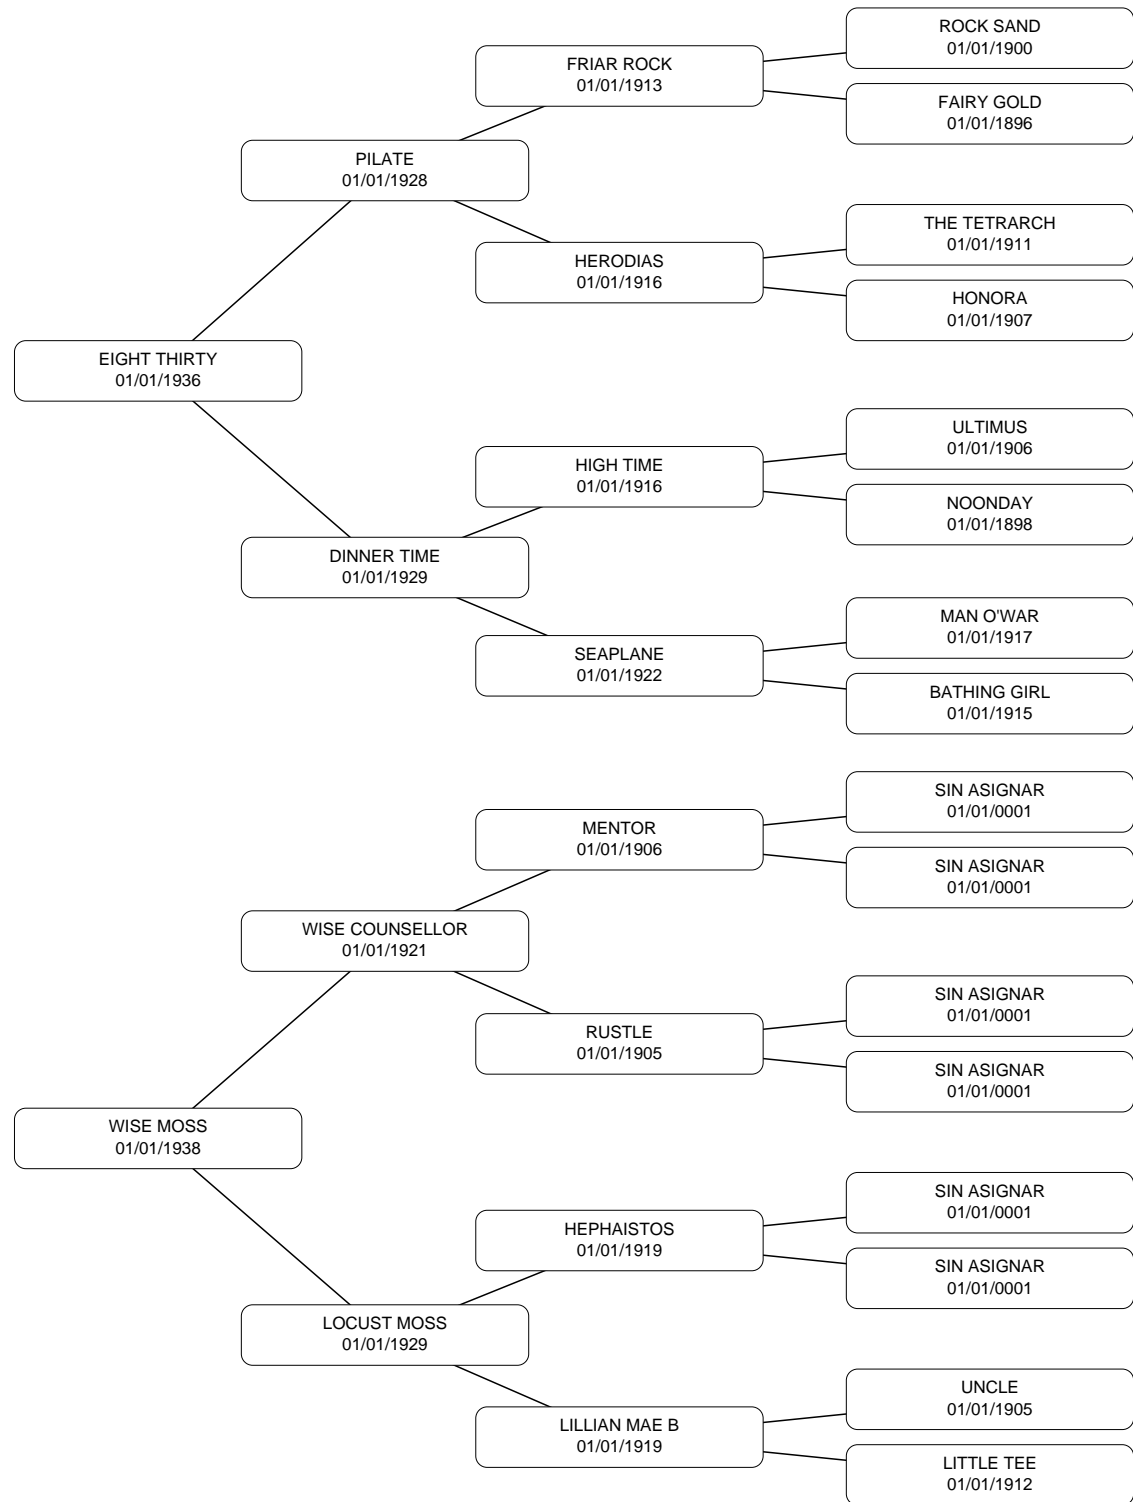 ROCK SAND
01/01/1900
FRIAR ROCK
01/01/1913
FAIRY GOLD
01/01/1896
PILATE
01/01/1928
THE TETRARCH
01/01/1911
HERODIAS
01/01/1916
HONORA
01/01/1907
EIGHT THIRTY
01/01/1936
ULTIMUS
01/01/1906
HIGH TIME
01/01/1916
NOONDAY
01/01/1898
DINNER TIME
01/01/1929
MAN O'WAR
01/01/1917
SEAPLANE
01/01/1922
BATHING GIRL
01/01/1915
SIN ASIGNAR
01/01/0001
MENTOR
01/01/1906
SIN ASIGNAR
01/01/0001
WISE COUNSELLOR
01/01/1921
SIN ASIGNAR
01/01/0001
RUSTLE
01/01/1905
SIN ASIGNAR
01/01/0001
WISE MOSS
01/01/1938
SIN ASIGNAR
01/01/0001
HEPHAISTOS
01/01/1919
SIN ASIGNAR
01/01/0001
LOCUST MOSS
01/01/1929
UNCLE
01/01/1905
LILLIAN MAE B
01/01/1919
LITTLE TEE
01/01/1912